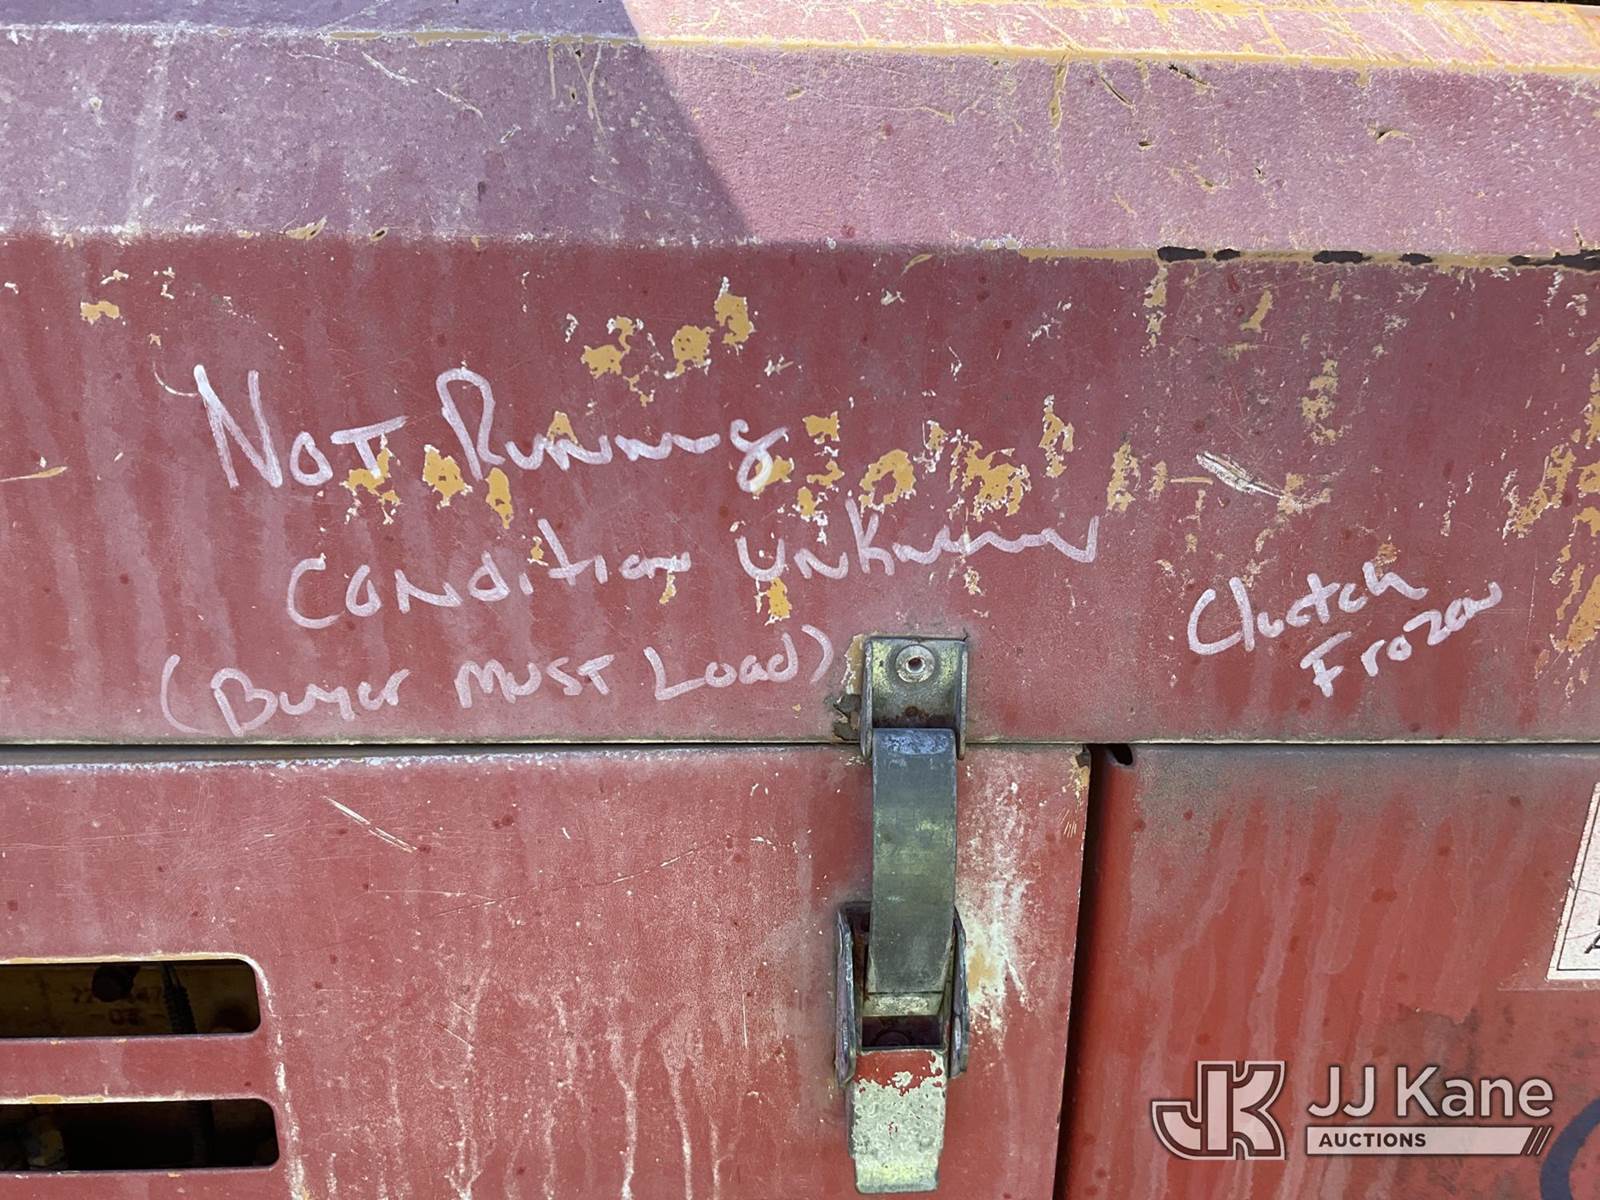 Not Running
Condition Unknown
(Buyer must Load)
Clutch
Frozen
JJ Kane
AUCTIONS